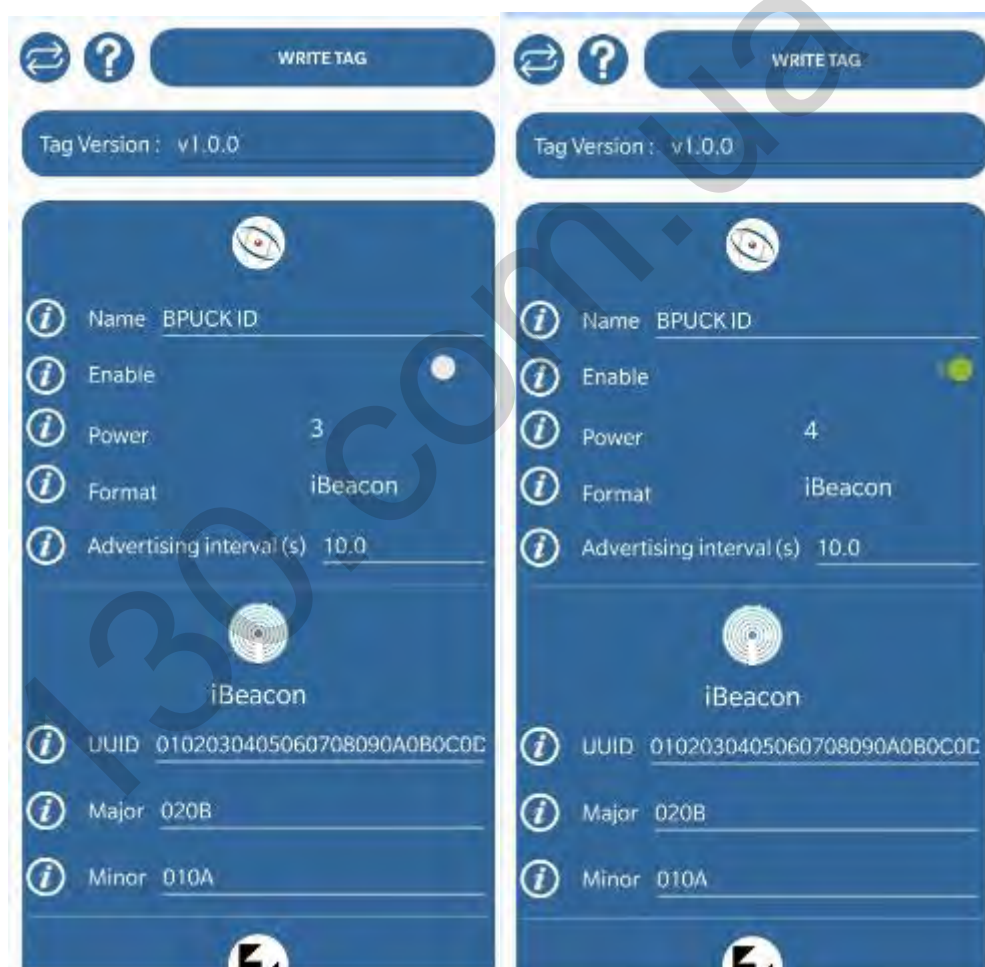 WRITE TAG
Tag Version : v1.0.0
Name BPUCK ID
Enable
Power 3
Format iBeacon
Advertising interval (s) 10.0
iBeacon
UUID 0102030405060708090A0B0C0D
Major 020B
Minor 010A
WRITE TAG
Tag Version : v1.0.0
Name BPUCK ID
Enable
Power 4
Format iBeacon
Advertising interval (s) 10.0
iBeacon
UUID 0102030405060708090A0B0C0D
Major 020B
Minor 010A
130.com.ua